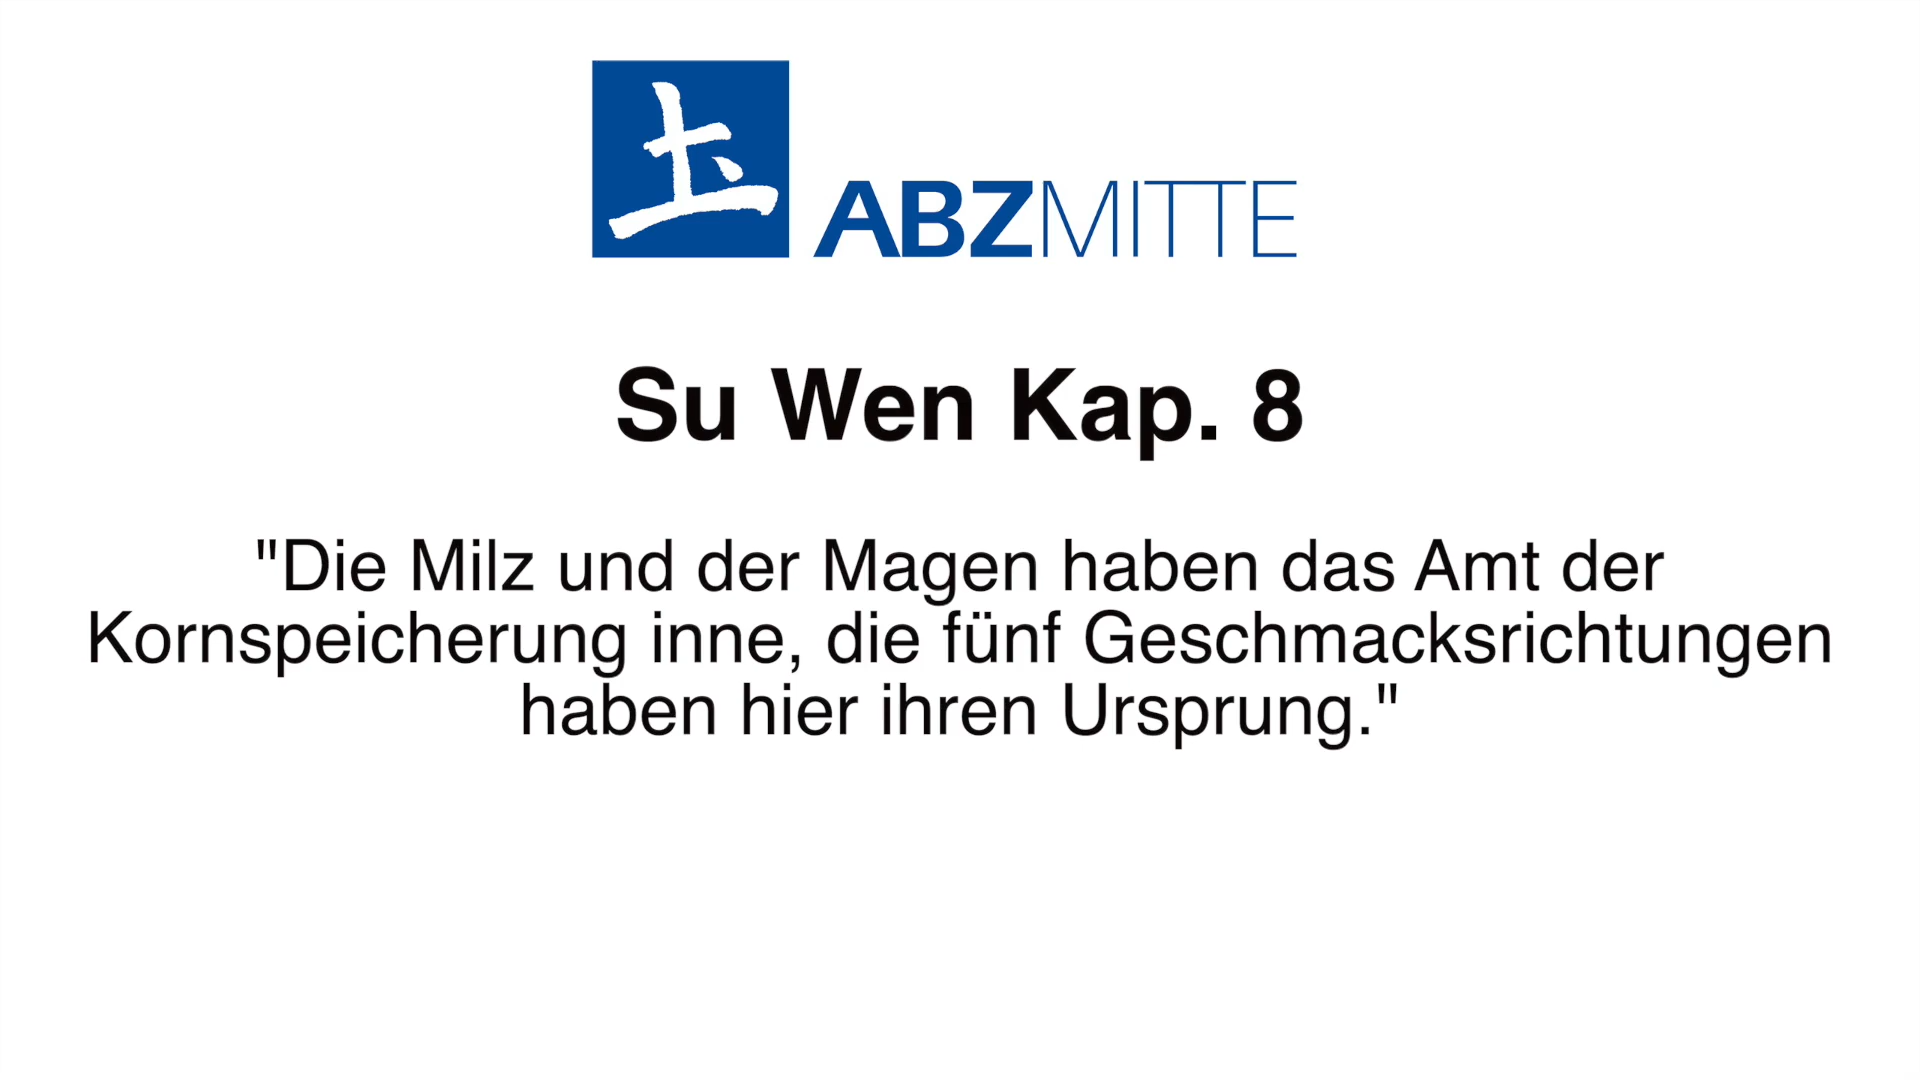 圡
ABZMITTE
Su Wen Kap. 8
"Die Milz und der Magen haben das Amt der
Kornspeicherung inne, die fünf Geschmacksrichtungen
haben hier ihren Ursprung."